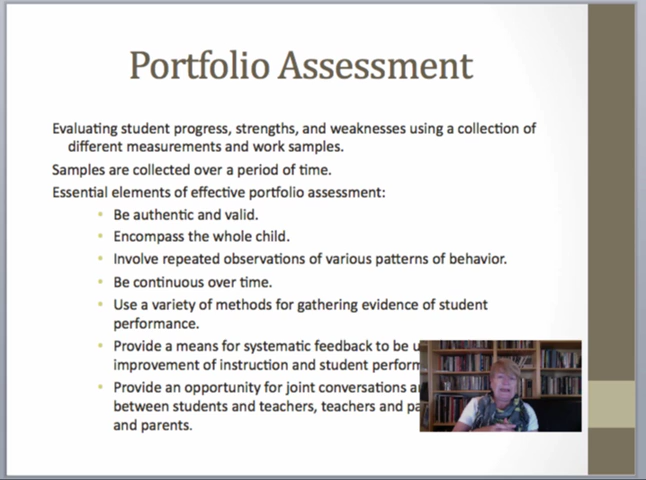 Portfolio Assessment
Evaluating student progress, strengths, and weaknesses using a collection of
different measurements and work samples.
Samples are collected over a period of time.
Essential elements of effective portfolio assessment:
• Be authentic and valid.
• Encompass the whole child.
• Involve repeated observations of various patterns of behavior.
• Be continuous over time.
• Use a variety of methods for gathering evidence of student
performance.
• Provide a means for systematic feedback to be
improvement of instruction and student
• Provide an opportunity for joint conversations
between students and teachers, teachers and
and parents.